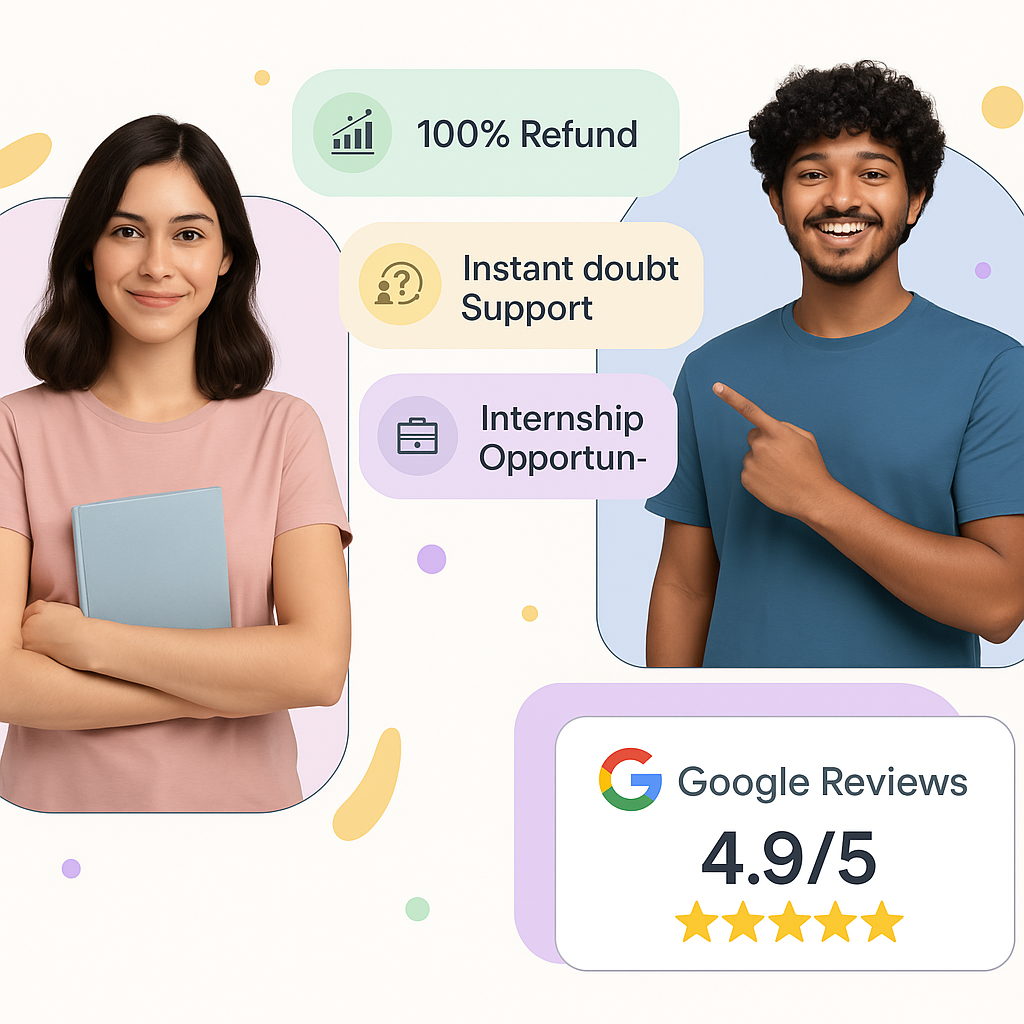 100% Refund
Instant doubt
Support
Internship
Opportun-
Google Reviews
4.9/5